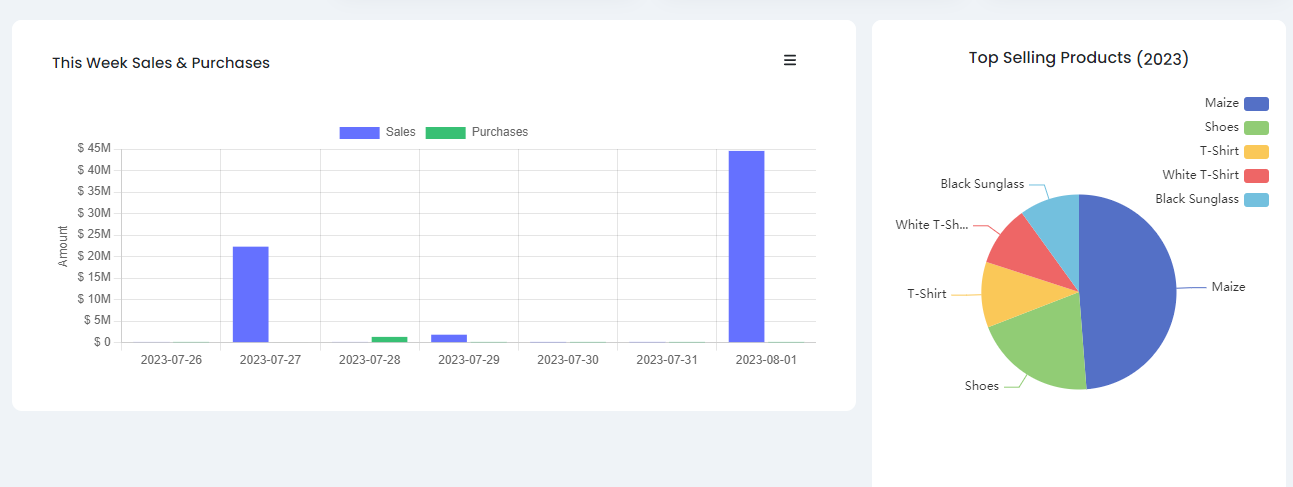 This Week Sales & Purchases
Sales
Purchases
$ 45M
$ 40M
$ 35M
$ 30M
$ 25M
$ 20M
$ 15M
$ 10M
$ 5M
$ 0
Amount
2023-07-26
2023-07-27
2023-07-28
2023-07-29
2023-07-30
2023-07-31
2023-08-01
Top Selling Products (2023)
Maize
Shoes
T-Shirt
White T-Shirt
Black Sunglass
Black Sunglass
White T-Sh...
T-Shirt
Maize
Shoes